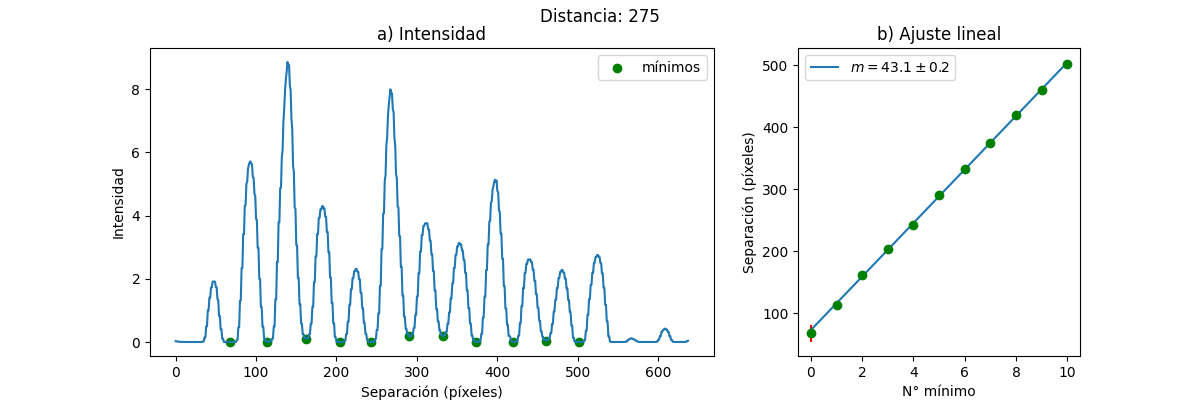 Distancia: 275
a) Intensidad
mínimos
8
6
4
2
0
Intensidad
0 100 200 300 400 500 600
Separación (píxeles)
b) Ajuste lineal
m = 43.1 ± 0.2
500
400
300
200
100
Separación (píxeles)
0 2 4 6 8 10
N° mínimo